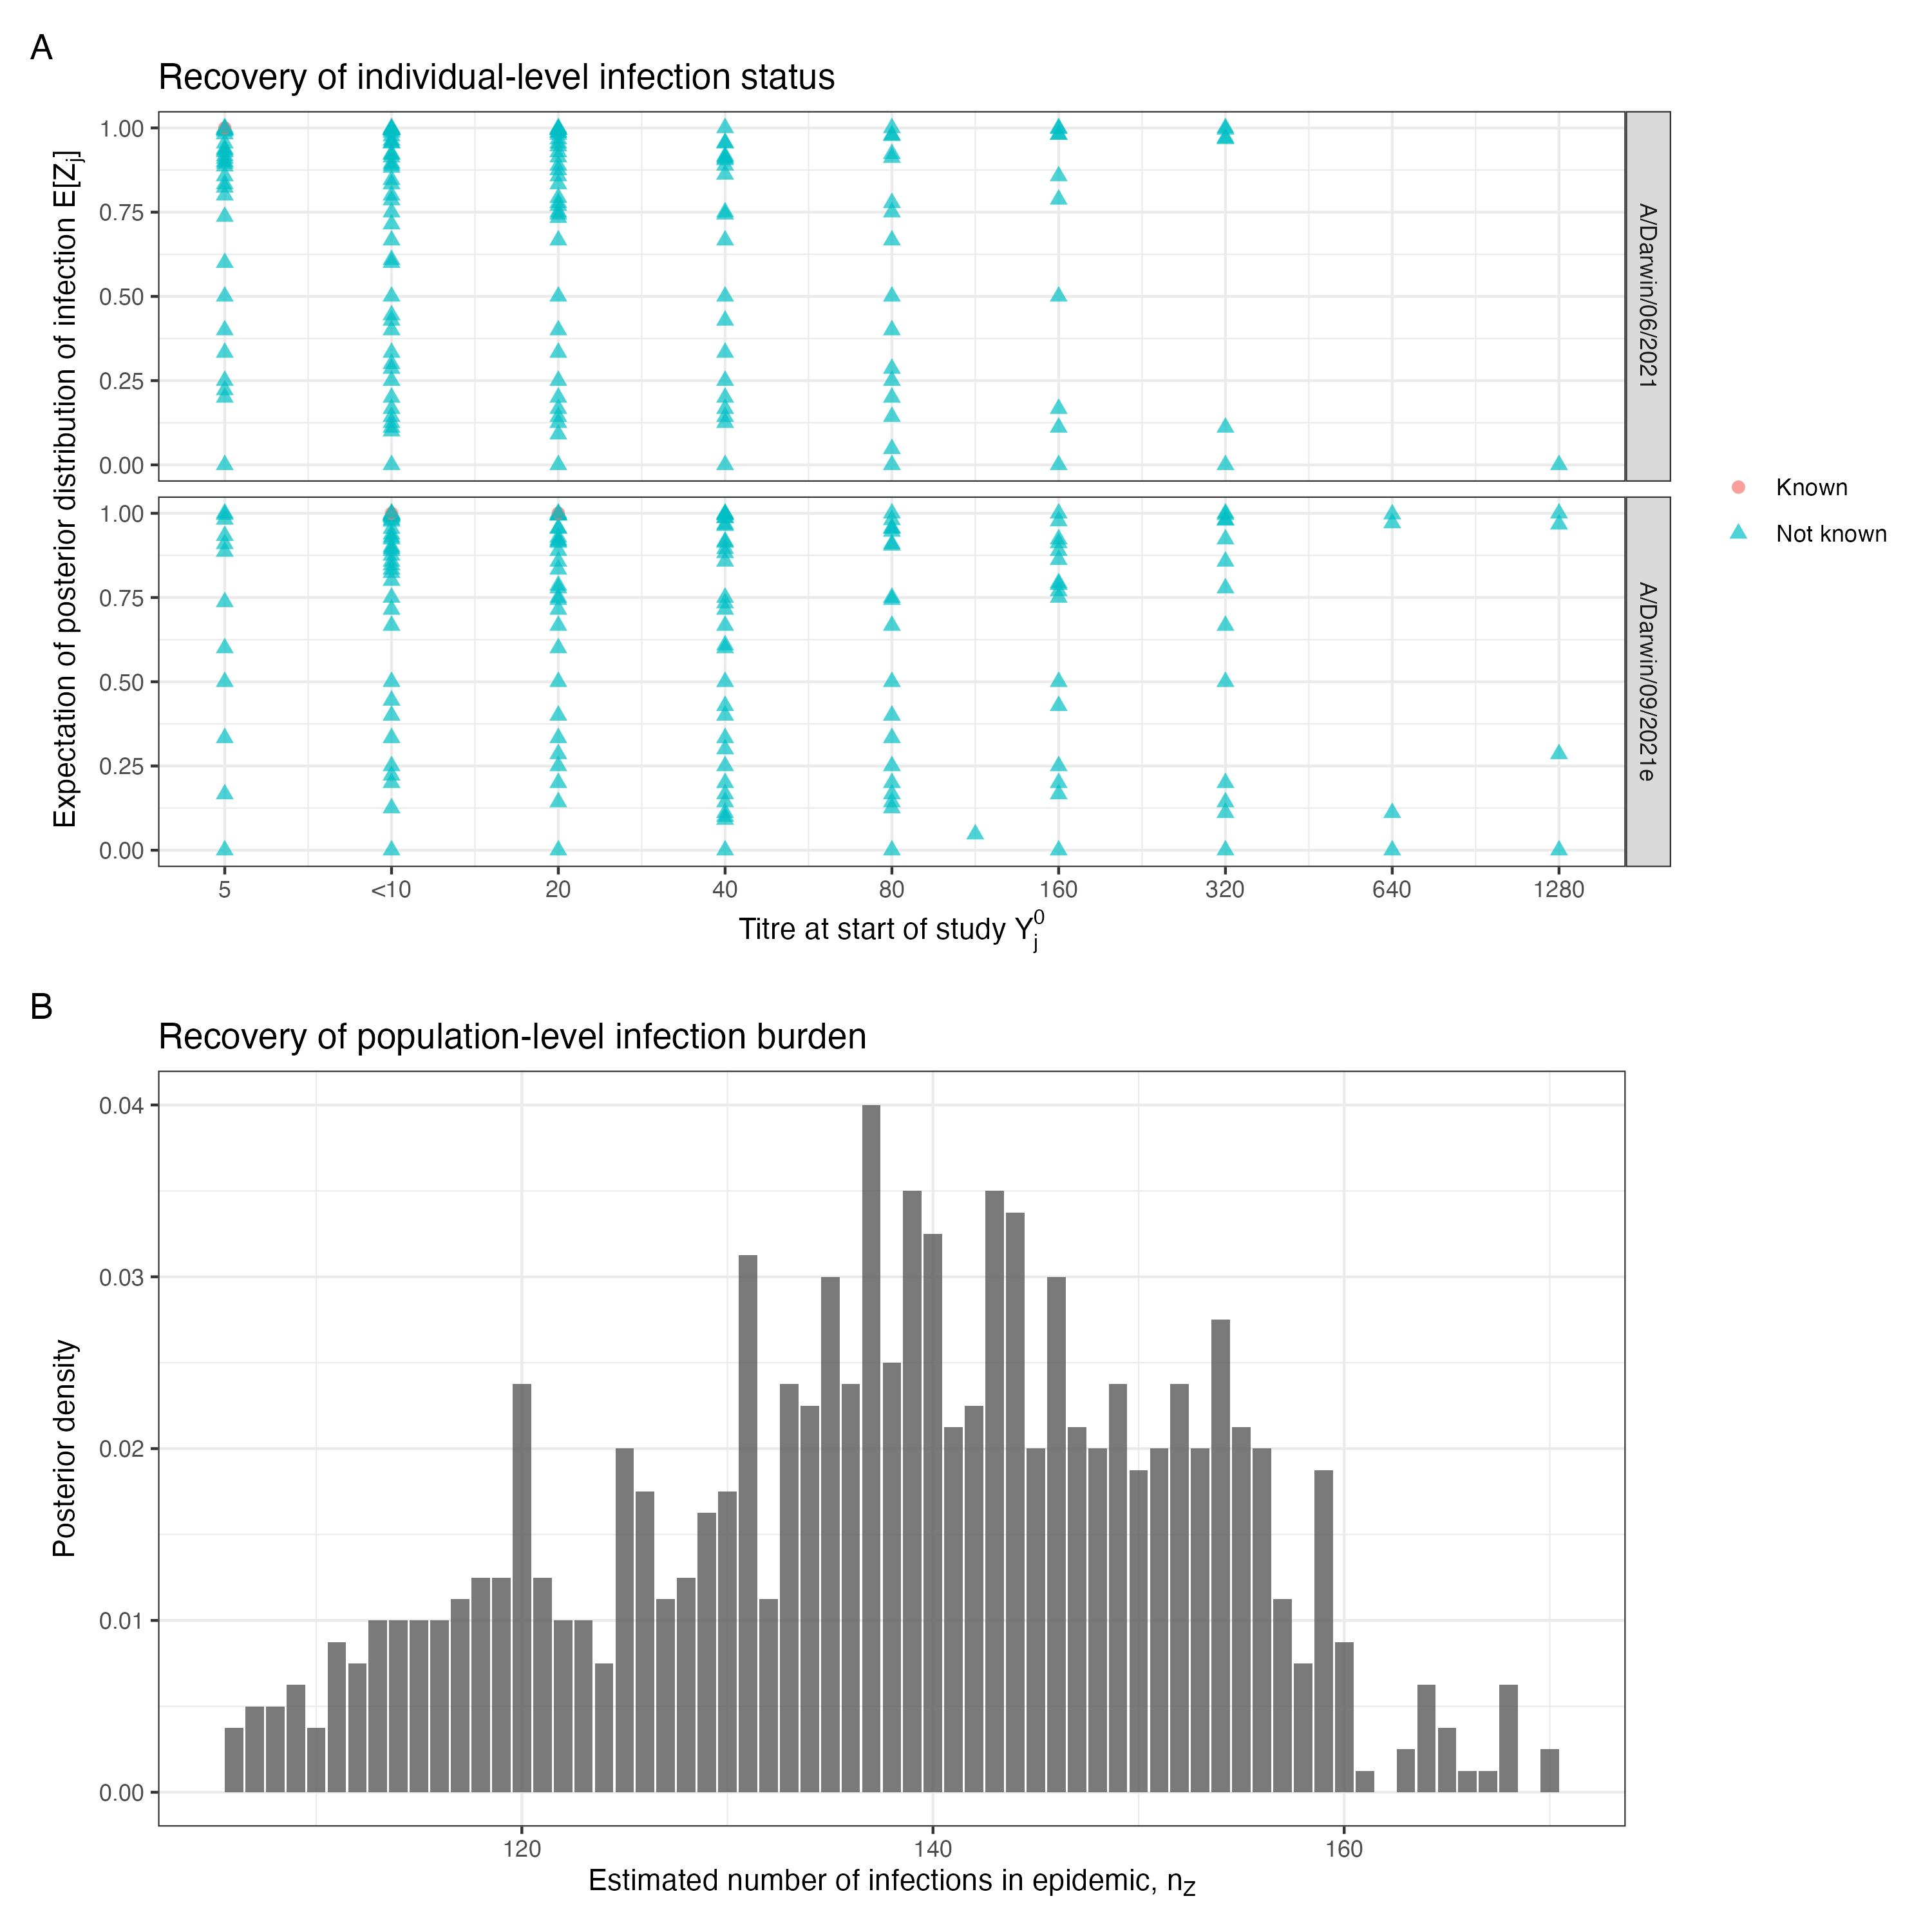 A
Recovery of individual-level infection status
Expectation of posterior distribution of infection E[Zj]
1.00
0.75
0.50
0.25
0.00
A/Darwin/06/2021
1.00
0.75
0.50
0.25
0.00
A/Darwin/09/2021e
5 <10 20 40 80 160 320 640 1280
Titre at start of study Yj0
Known
Not known
B
Recovery of population-level infection burden
Posterior density
0.04
0.03
0.02
0.01
0.00
120 140 160
Estimated number of infections in epidemic, nZ